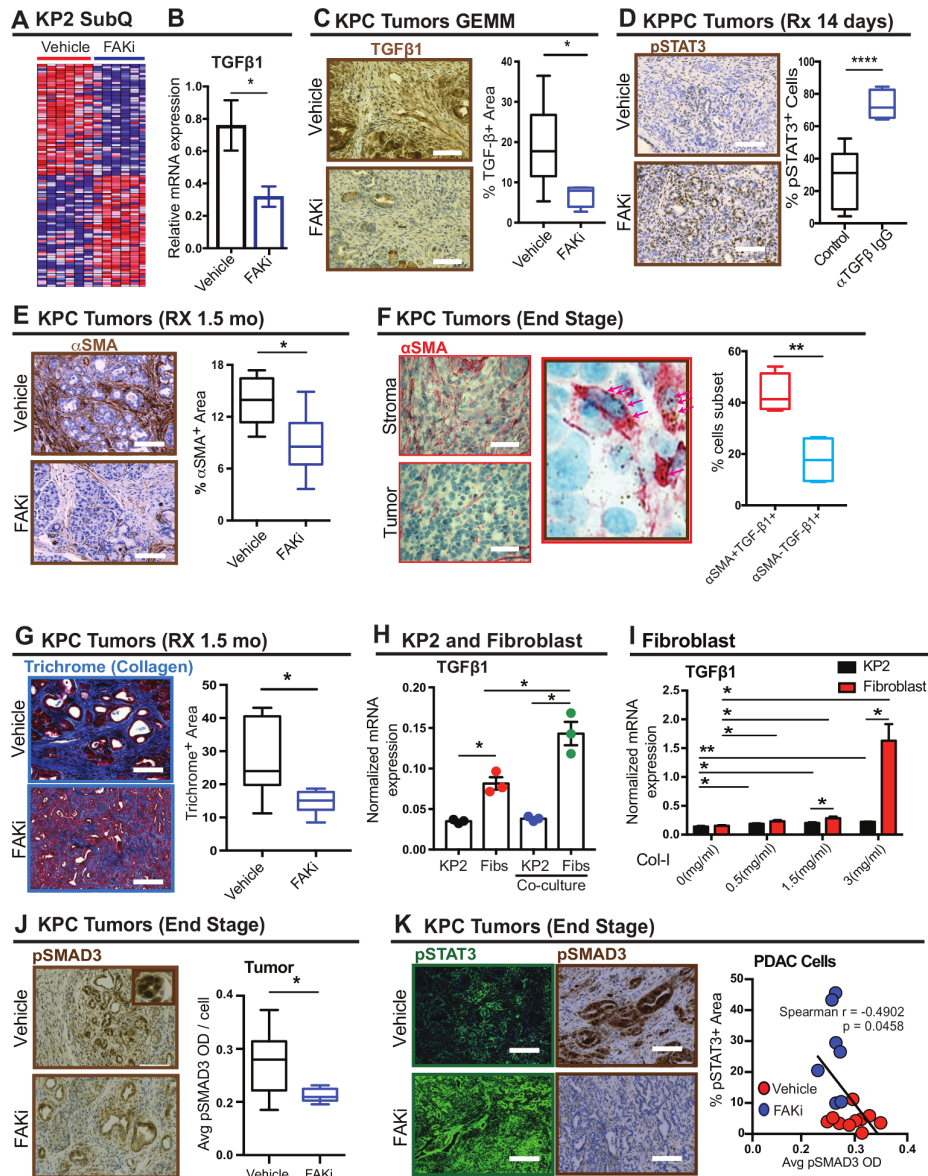 A KP2 SubQ
Vehicle FAKi
B
TGFβ1
*
Relative mRNA expression
1.0
0.8
0.6
0.4
0.2
0.0
Vehicle
FAKi
C KPC Tumors GEMM
TGFβ1
Vehicle
FAKi
*
% TGF-β+ Area
40
30
20
10
0
Vehicle
FAKi
D KPPC Tumors (Rx 14 days)
pSTAT3
Vehicle
FAKi
****
% pSTAT3+ Cells
100
80
60
40
20
0
Control
αTGFβ IgG
E KPC Tumors (RX 1.5 mo)
αSMA
Vehicle
FAKi
*
% αSMA+ Area
18
12
6
0
Vehicle
FAKi
F KPC Tumors (End Stage)
αSMA
Stroma
Tumor
**
% cells subset
60
40
20
0
αSMA+TGF-β1+
αSMA-TGF-β1+
G KPC Tumors (RX 1.5 mo)
Trichrome (Collagen)
Vehicle
FAKi
*
Trichrome+ Area
50
40
30
20
10
0
Vehicle
FAKi
H KP2 and Fibroblast
TGFβ1
*
*
*
Normalized mRNA
expression
0.20
0.15
0.10
0.05
0.00
KP2 Fibs KP2 Fibs
Co-culture
I Fibroblast
TGFβ1
KP2
Fibroblast
Normalized mRNA
expression
2.5
2.0
1.5
1.0
0.5
0.0
*
*
*
*
**
*
*
*
Col-I
0(mg/ml)
0.5(mg/ml)
1.5(mg/ml)
3(mg/ml)
J KPC Tumors (End Stage)
pSMAD3
Vehicle
FAKi
Tumor
*
Avg pSMAD3 OD / cell
0.4
0.3
0.2
0.1
Vehicle
FAKi
K KPC Tumors (End Stage)
pSTAT3 pSMAD3
Vehicle
FAKi
PDAC Cells
Spearman r = -0.4902
p = 0.0458
% pSTAT3+ Area
50
40
30
20
10
0
Vehicle
FAKi
0.0 0.2 0.3 0.4
Avg pSMAD3 OD